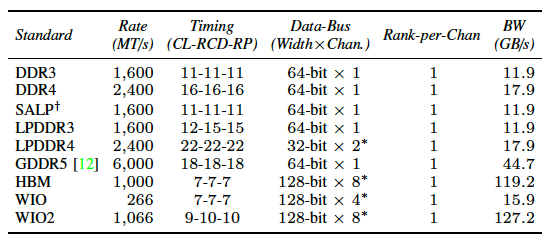 Standard Rate (MT/s) Timing (CL-RCD-RP) Data-Bus (Width×Chan.) Rank-per-Chan BW (GB/s)
DDR3 1,600 11-11-11 64-bit × 1 1 11.9
DDR4 2,400 16-16-16 64-bit × 1 1 17.9
SALP† 1,600 11-11-11 64-bit × 1 1 11.9
LPDDR3 1,600 12-15-15 64-bit × 1 1 11.9
LPDDR4 2,400 22-22-22 32-bit × 2* 1 17.9
GDDR5 [12] 6,000 18-18-18 64-bit × 1 1 44.7
HBM 1,000 7-7-7 128-bit × 8* 1 119.2
WIO 266 7-7-7 128-bit × 4* 1 15.9
WIO2 1,066 9-10-10 128-bit × 8* 1 127.2